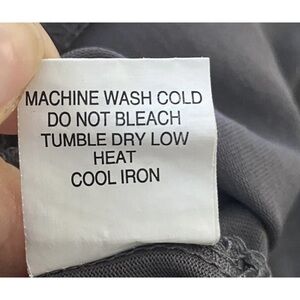 MACHINE WASH COLD
DO NOT BLEACH
TUMBLE DRY LOW
HEAT
COOL IRON